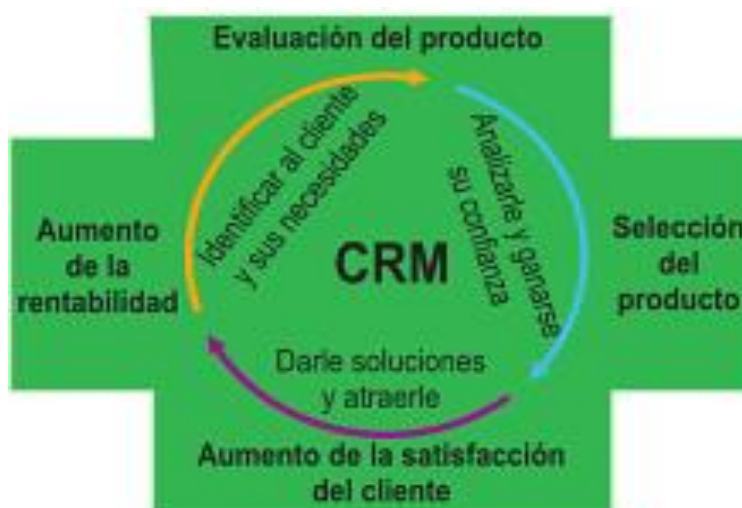 Evaluación del producto
Identificar al cliente
y sus necesidades
Analizarle y ganarse
su confianza
Aumento
de la
rentabilidad
CRM
Selección
del
producto
Darle soluciones
y atraerle
Aumento de la satisfacción
del cliente